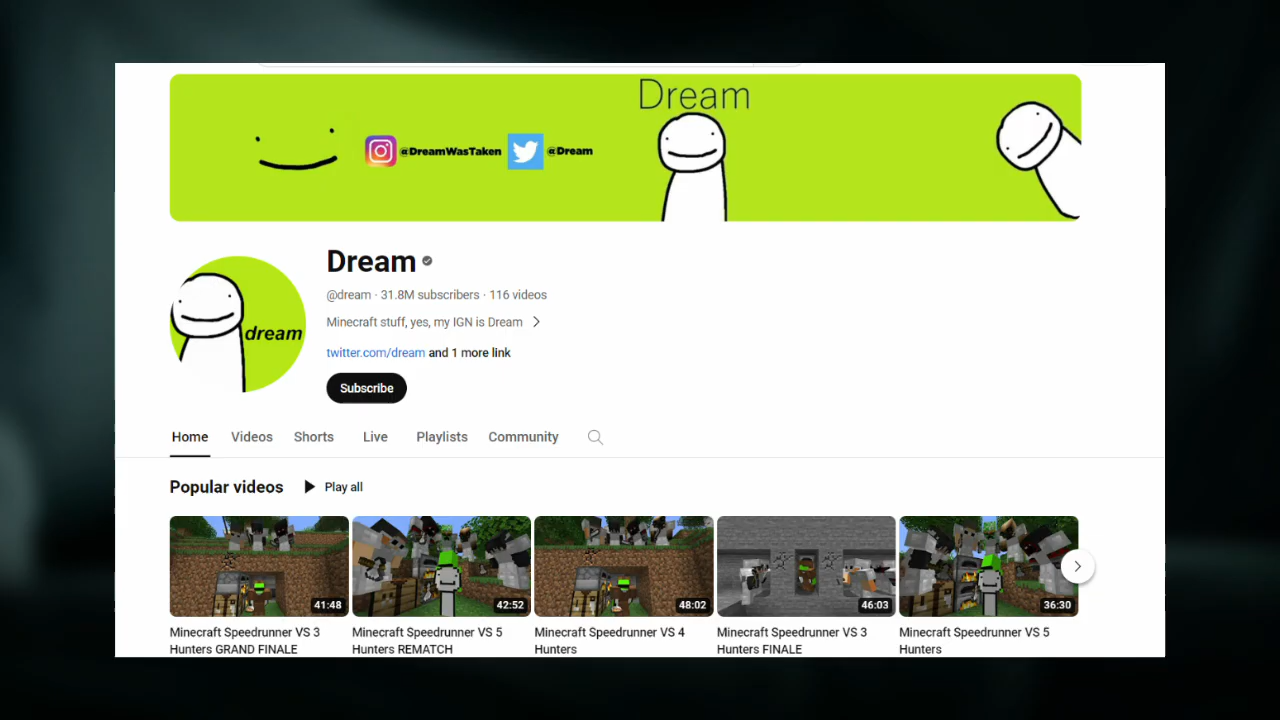 Dream
@DreamWasTaken @Dream
Dream
dream
@dream · 31.8M subscribers · 116 videos
Minecraft stuff, yes, my IGN is Dream
twitter.com/dream and 1 more link
Subscribe
Home Videos Shorts Live Playlists Community
Popular videos Play all
41:48 42:52 48:02 46:03 36:30
Minecraft Speedrunner VS 3 Minecraft Speedrunner VS 5 Minecraft Speedrunner VS 4 Minecraft Speedrunner VS 3 Minecraft Speedrunner VS 5
Hunters GRAND FINALE Hunters REMATCH Hunters Hunters FINALE Hunters